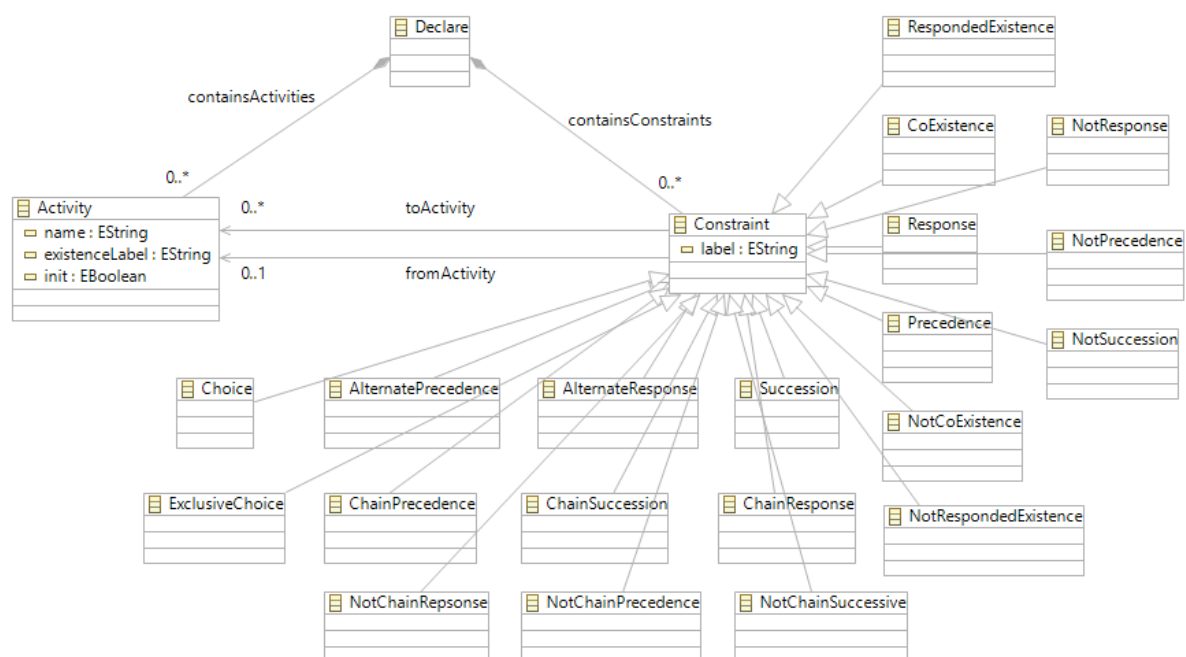 Declare
RespondedExistence
containsActivities
containsConstraints
CoExistence
NotResponse
0..*
0..*
Activity
name : EString
existenceLabel : EString
init : EBoolean
0..*
toActivity
0..1
fromActivity
Constraint
label : EString
Response
NotPrecedence
Precedence
NotSuccession
Choice
AlternatePrecedence
AlternateResponse
Succession
NotCoExistence
ExclusiveChoice
ChainPrecedence
ChainSuccession
ChainResponse
NotRespondedExistence
NotChainRepsonse
NotChainPrecedence
NotChainSuccessive